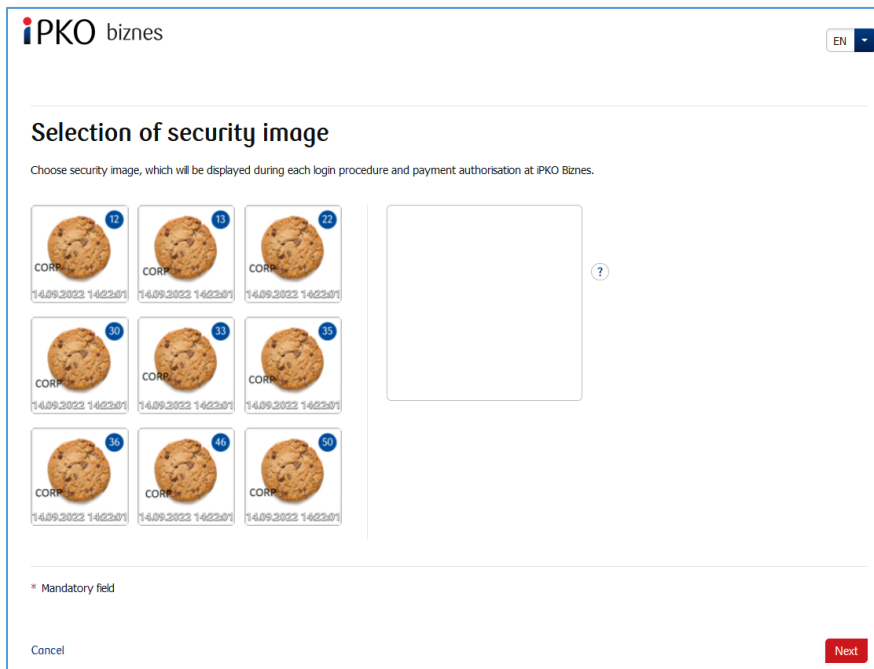 iPKO biznes
EN
Selection of security image
Choose security image, which will be displayed during each login procedure and payment authorisation at iPKO Biznes.
12 13 22
CORP CORP CORP
14.09.2022 14:22:01 14.09.2022 14:22:01 14.09.2022 14:22:01
?
30 33 35
CORP CORP CORP
14.09.2022 14:22:01 14.09.2022 14:22:01 14.09.2022 14:22:01
36 46 50
CORP CORP CORP
14.09.2022 14:22:01 14.09.2022 14:22:01 14.09.2022 14:22:01
* Mandatory field
Cancel
Next